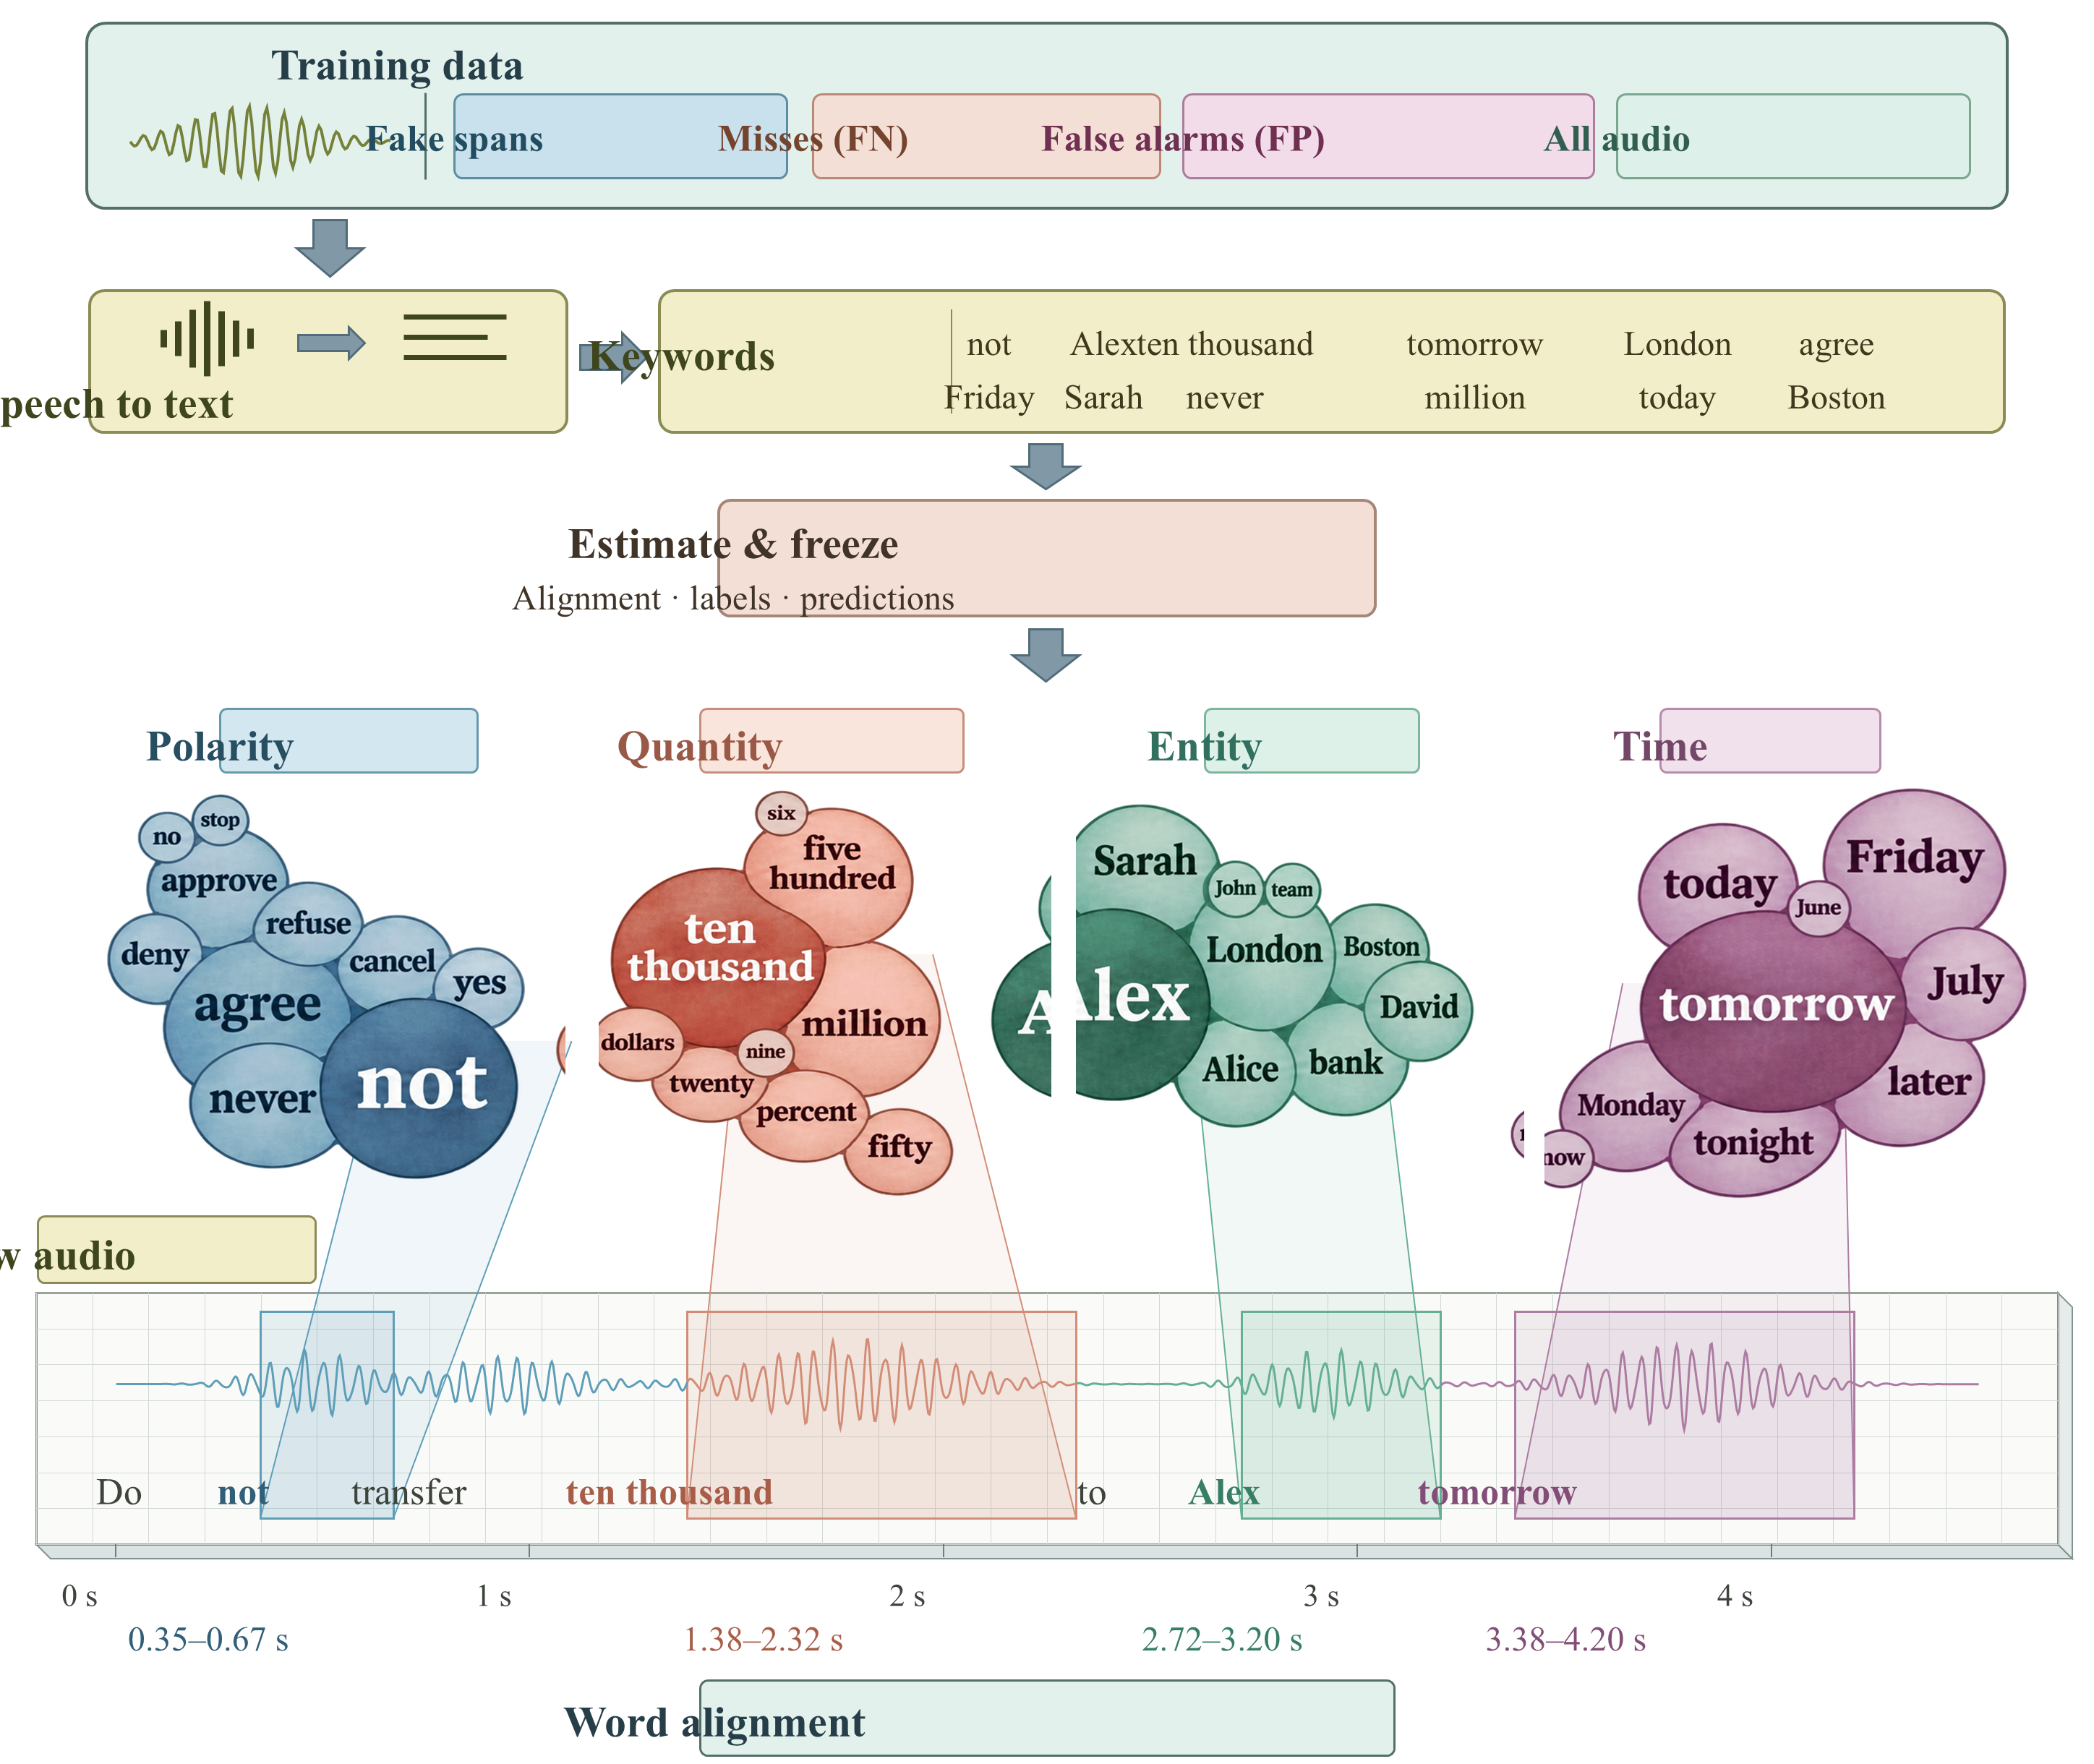 Training data
Fake spans
Misses (FN)
False alarms (FP)
All audio
peech to text
Keywords
not Alexten thousand tomorrow London agree
Friday Sarah never million today Boston
Estimate & freeze
Alignment · labels · predictions
Polarity
Quantity
Entity
Time
no
stop
approve
refuse
deny
cancel
yes
agree
never
not
six
five
hundred
ten
thousand
million
dollars
nine
twenty
percent
fifty
Sarah
John
team
London
Boston
A
Alex
David
Alice
bank
today
Friday
June
tomorrow
July
later
Monday
tonight
now
w audio
Do not transfer ten thousand to Alex tomorrow
0 s 1 s 2 s 3 s 4 s
0.35–0.67 s 1.38–2.32 s 2.72–3.20 s 3.38–4.20 s
Word alignment